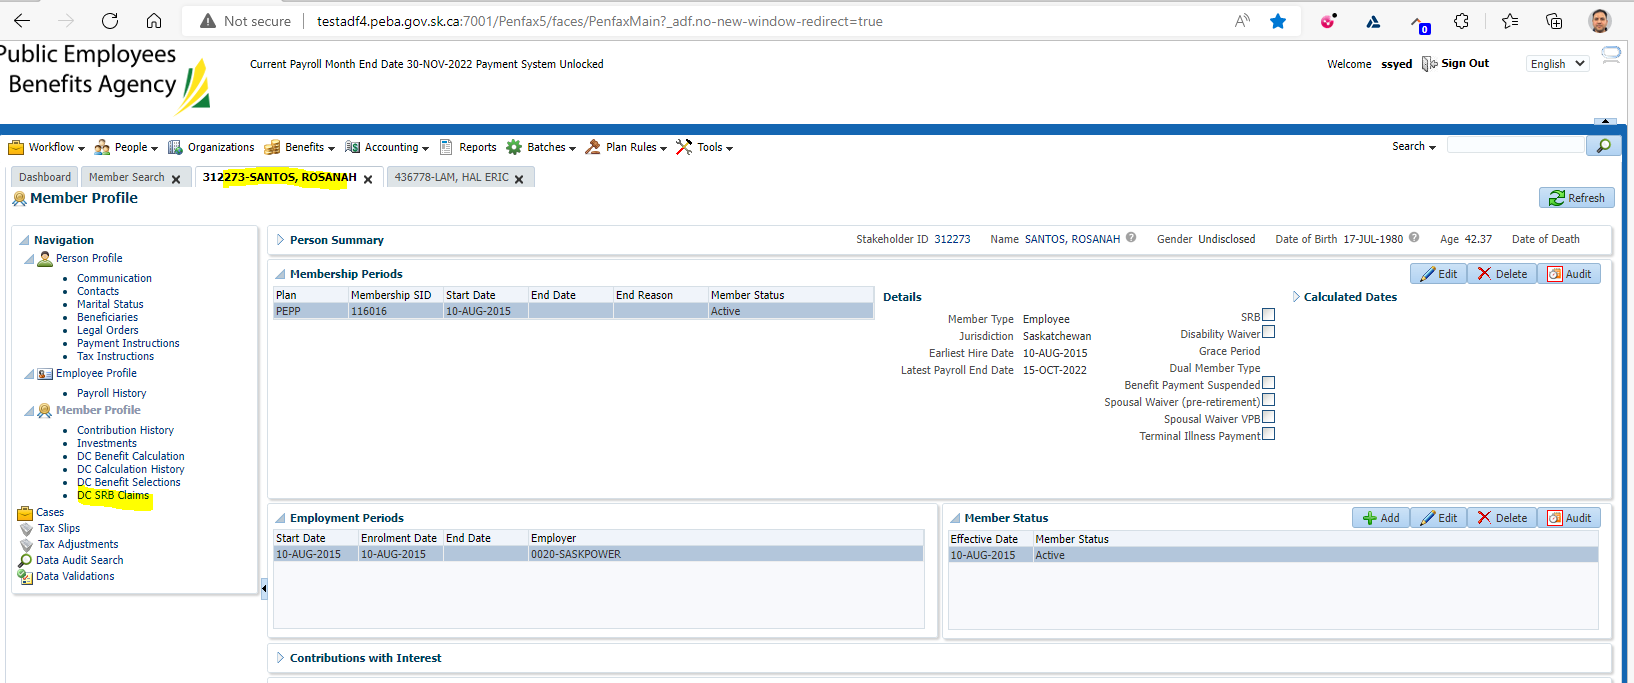 Not secure testadf4.peba.gov.sk.ca:7001/Penfax5/faces/PenfaxMain?_adf.no-new-window-redirect=true
0
Public Employees
Benefits Agency
Current Payroll Month End Date 30-NOV-2022 Payment System Unlocked
Welcome ssyed Sign Out English
Workflow People Organizations Benefits Accounting Reports Batches Plan Rules Tools Search
Dashboard Member Search 312273-SANTOS, ROSANAH 436778-LAM, HAL ERIC
Member Profile
Refresh
Navigation
Person Profile
Communication
Contacts
Marital Status
Beneficiaries
Legal Orders
Payment Instructions
Tax Instructions
Employee Profile
Payroll History
Member Profile
Contribution History
Investments
DC Benefit Calculation
DC Calculation History
DC Benefit Selections
DC SRB Claims
Cases
Tax Slips
Tax Adjustments
Data Audit Search
Data Validations
Person Summary Stakeholder ID 312273 Name SANTOS, ROSANAH Gender Undisclosed Date of Birth 17-JUL-1980 Age 42.37 Date of Death
Membership Periods Edit Delete Audit
Plan Membership SID Start Date End Date End Reason Member Status
PEPP 116016 10-AUG-2015 Active
Details
Member Type Employee
Jurisdiction Saskatchewan
Earliest Hire Date 10-AUG-2015
Latest Payroll End Date 15-OCT-2022
SRB
Disability Waiver
Grace Period
Dual Member Type
Benefit Payment Suspended
Spousal Waiver (pre-retirement)
Spousal Waiver VPB
Terminal Illness Payment
Calculated Dates
Employment Periods
Start Date Enrolment Date End Date Employer
10-AUG-2015 10-AUG-2015 0020-SASKPOWER
Member Status Add Edit Delete Audit
Effective Date Member Status
10-AUG-2015 Active
Contributions with Interest